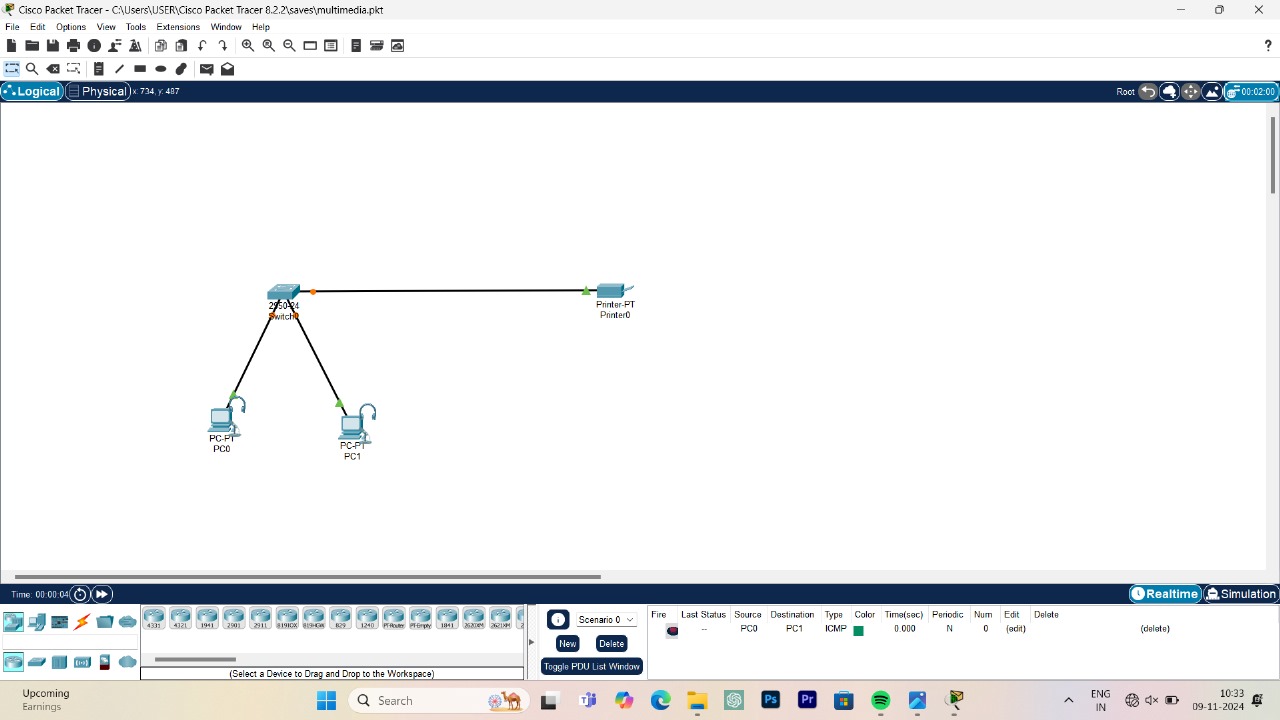 Cisco Packet Tracer - C:\Users\USER\Cisco Packet Tracer 8.2.2\saves\multimedia.pkt
File Edit Options View Tools Extensions Window Help
?
Logical Physical x: 734, y: 487 Root 00:02:00
2950-24
Switch0
Printer-PT
Printer0
PC-PT
PC0
PC-PT
PC1
Time: 00:00:04 Realtime Simulation
4331 4321 1941 2901 2911 819IOX 819HGW 829 1240 PT-Router PT-Empty 1841 2620XM 2621XM
(Select a Device to Drag and Drop to the Workspace)
Scenario 0
New Delete
Toggle PDU List Window
Fire Last Status Source Destination Type Color Time(sec) Periodic Num Edit Delete
-- PC0 PC1 ICMP 0.000 N 0 (edit) (delete)
Upcoming
Earnings
Search
Ps
Pr
ENG
IN
10:33
09-11-2024